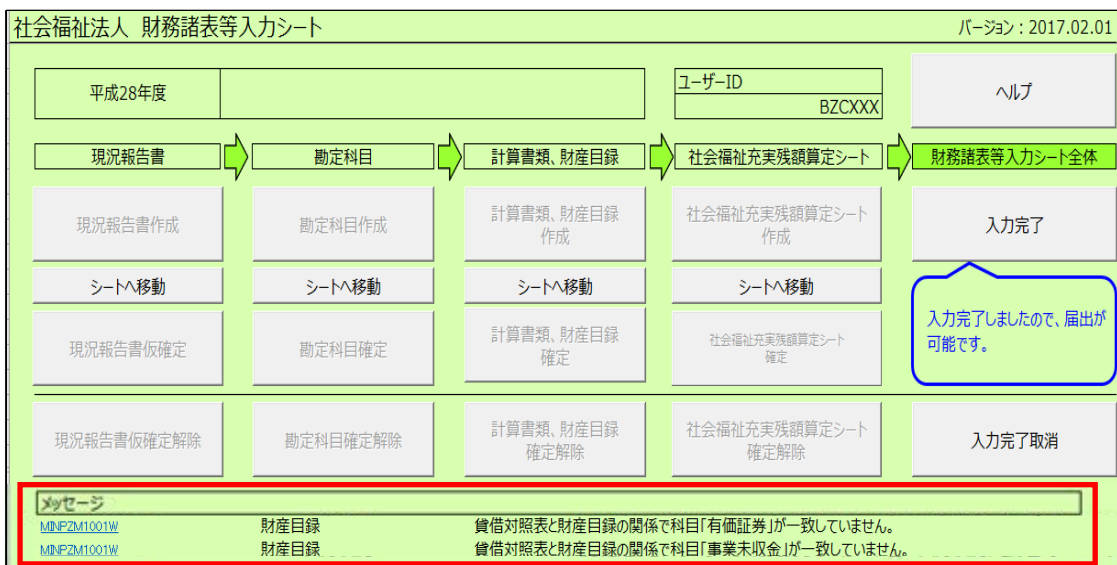 社会福祉法人 財務諸表等入力シート
バージョン：2017.02.01
平成28年度
ユーザーID
BZCXXX
ヘルプ
現況報告書
勘定科目
計算書類、財産目録
社会福祉充実残額算定シート
財務諸表等入力シート全体
現況報告書作成
勘定科目作成
計算書類、財産目録
作成
社会福祉充実残額算定シート
作成
入力完了
シートへ移動
シートへ移動
シートへ移動
シートへ移動
入力完了しましたので、届出が
可能です。
現況報告書仮確定
勘定科目確定
計算書類、財産目録
確定
社会福祉充実残額算定シート
確定
現況報告書仮確定解除
勘定科目確定解除
計算書類、財産目録
確定解除
社会福祉充実残額算定シート
確定解除
入力完了取消
メッセージ
MINPZM1001W 財産目録 貸借対照表と財産目録の関係で科目「有価証券」が一致していません。
MINPZM1001W 財産目録 貸借対照表と財産目録の関係で科目「事業未収金」が一致していません。